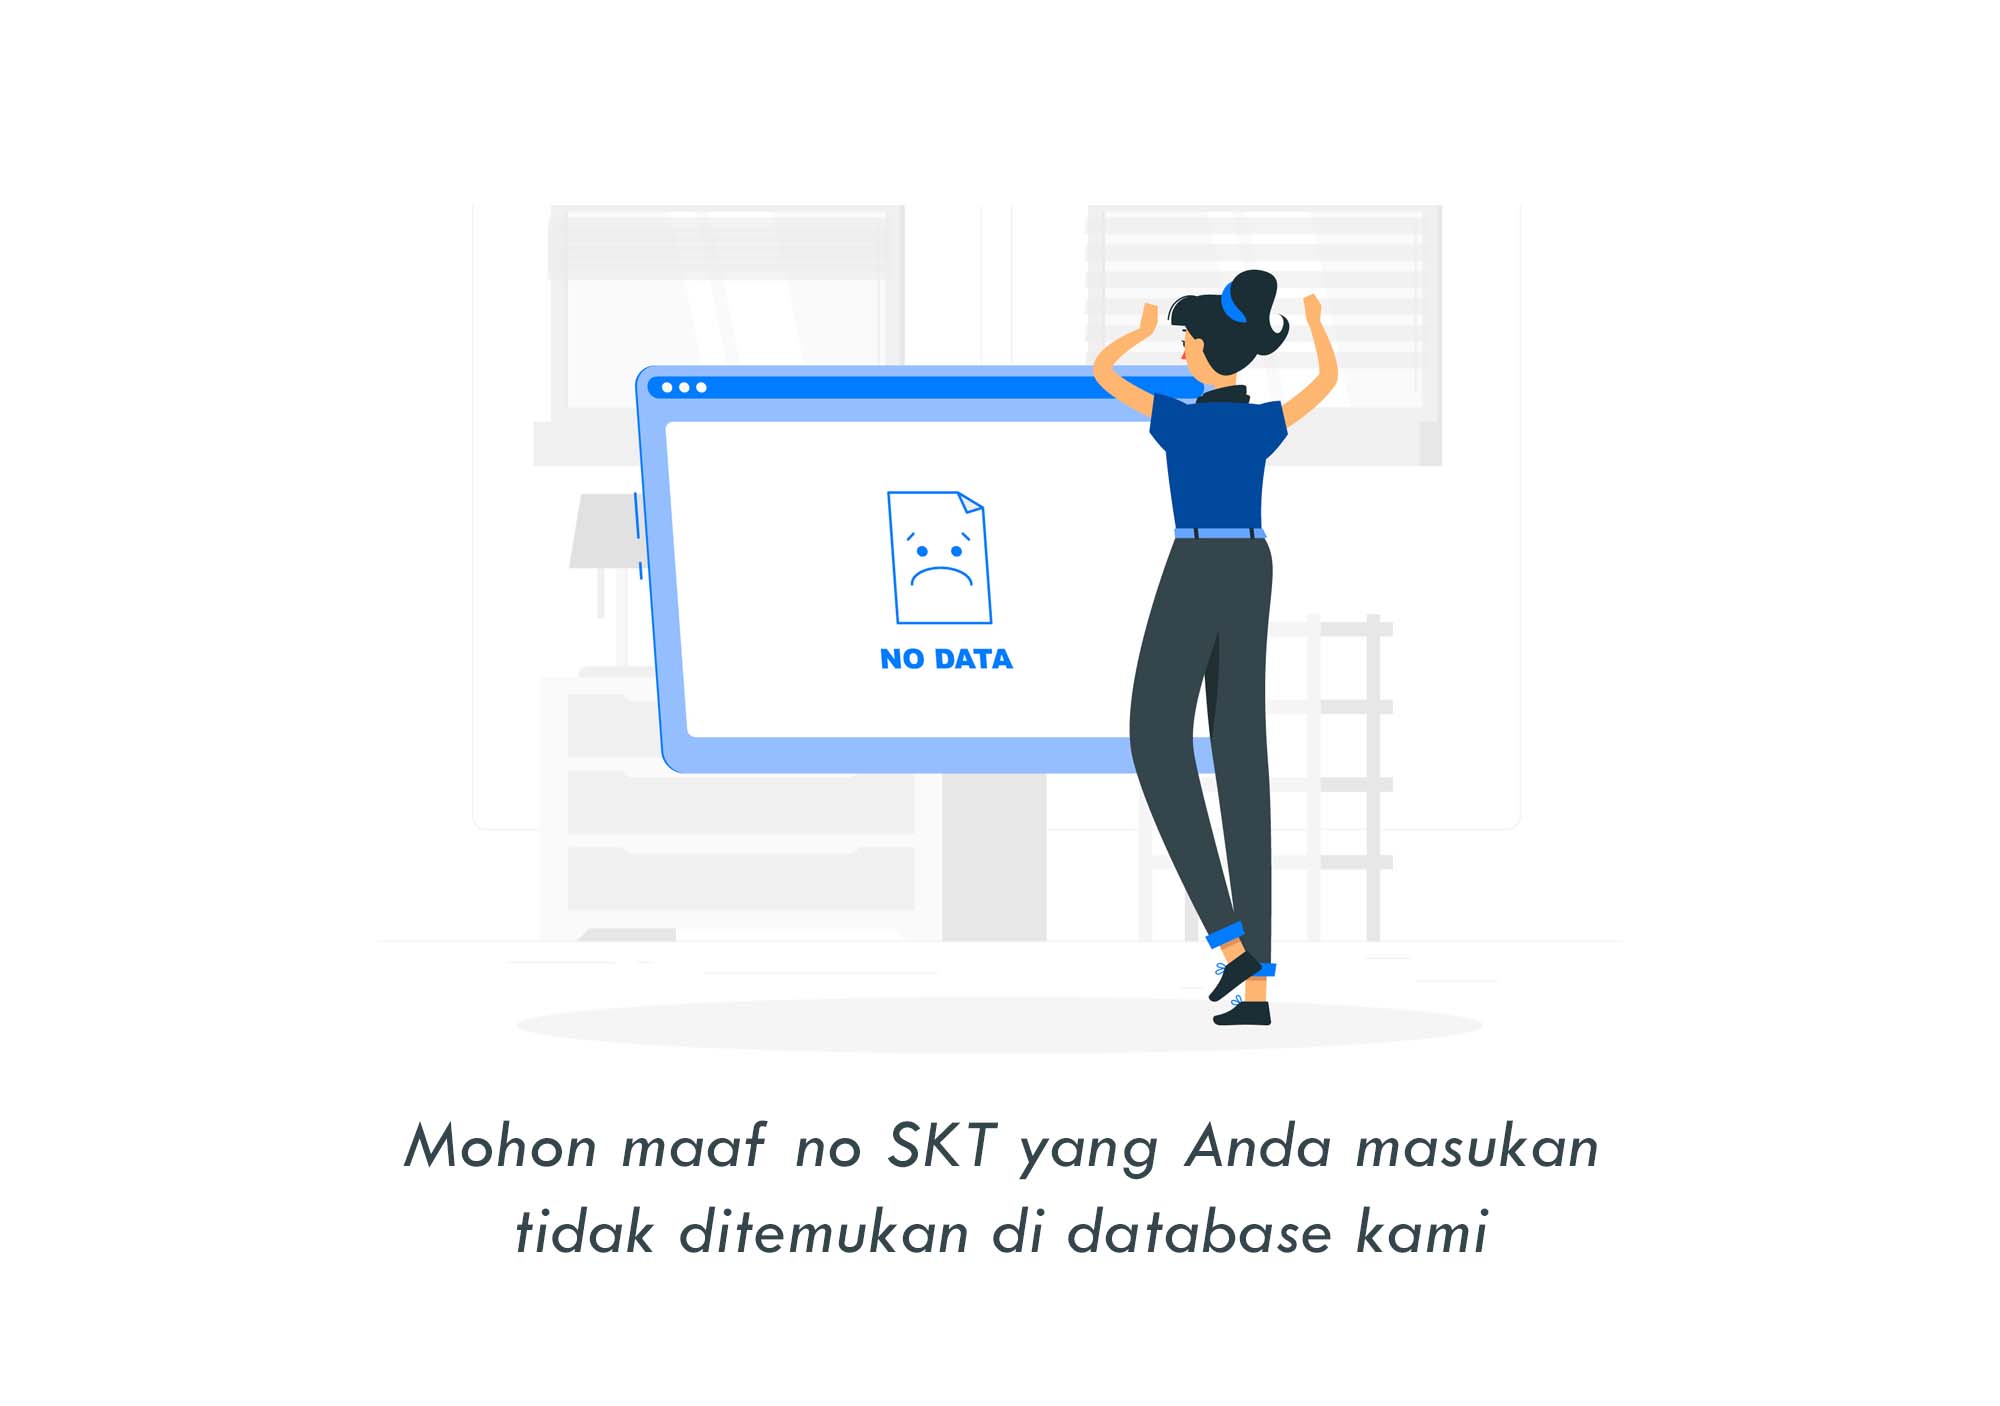 NO DATA
Mohon maaf no SKT yang Anda masukan
tidak ditemukan di database kami